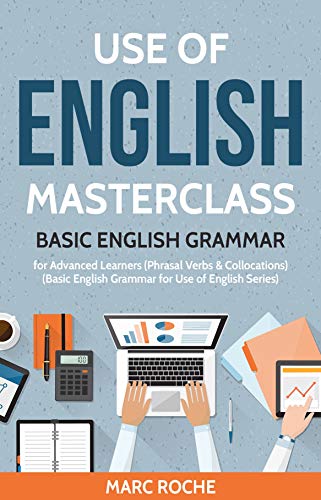 USE OF
ENGLISH
MASTERCLASS
BASIC ENGLISH GRAMMAR
for Advanced Learners (Phrasal Verbs & Collocations)
(Basic English Grammar for Use of English Series)
MARC ROCHE